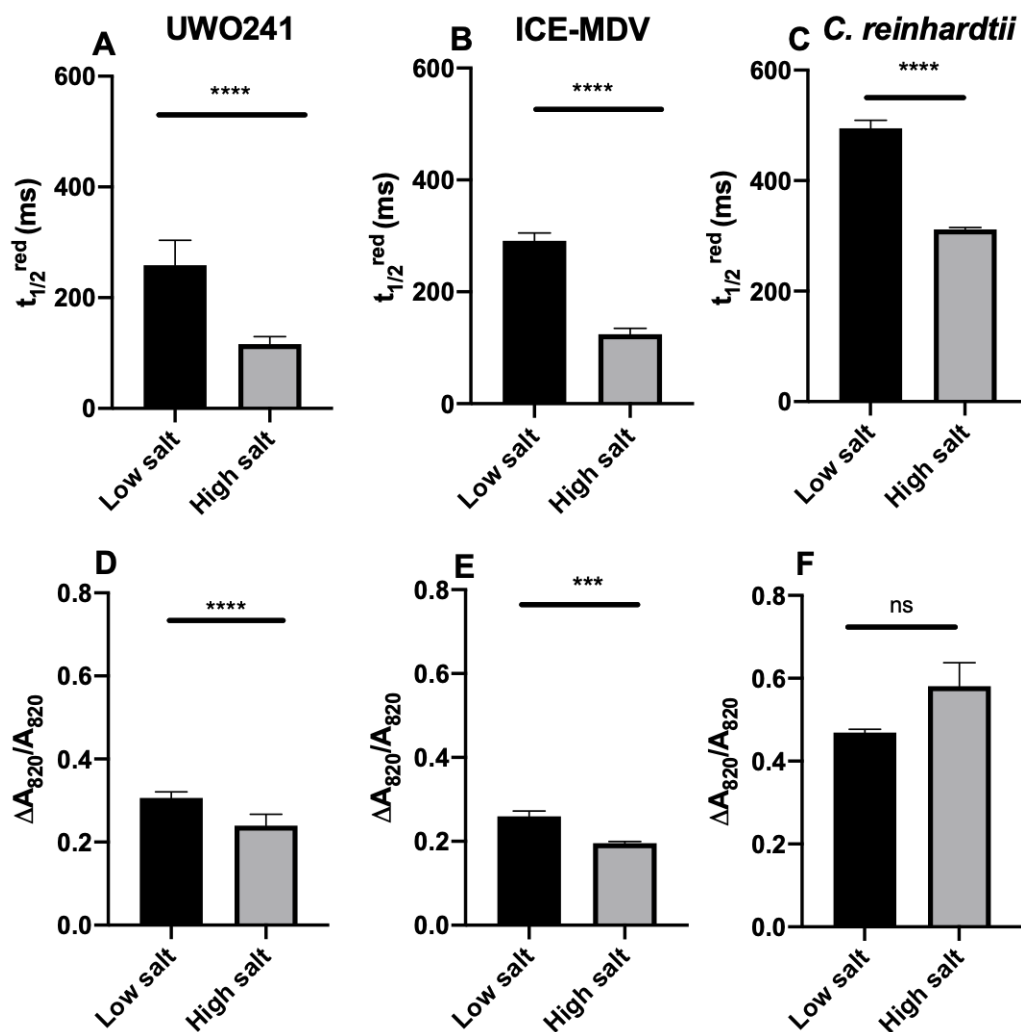 A UWO241
600
400
200
0
t1/2red (ms)
****
Low salt
High salt
B ICE-MDV
600
400
200
0
t1/2red (ms)
****
Low salt
High salt
C C. reinhardtii
600
400
200
0
t1/2red (ms)
****
Low salt
High salt
D
0.8
0.6
0.4
0.2
0.0
ΔA820/A820
****
Low salt
High salt
E
0.8
0.6
0.4
0.2
0.0
ΔA820/A820
***
Low salt
High salt
F
0.8
0.6
0.4
0.2
0.0
ΔA820/A820
ns
Low salt
High salt